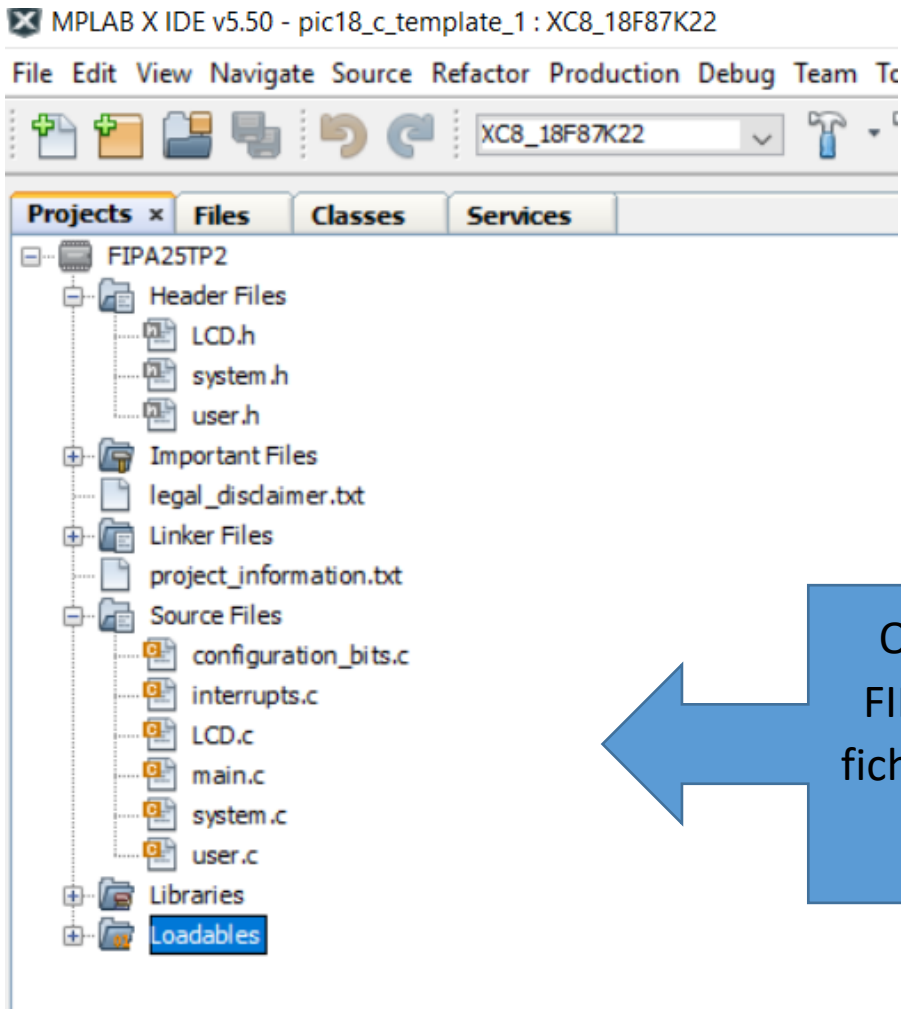 MPLAB X IDE v5.50 - pic18_c_template_1 : XC8_18F87K22
File Edit View Navigate Source Refactor Production Debug Team To
XC8_18F87K22
Projects × Files Classes Services
FIPA25TP2
Header Files
LCD.h
system.h
user.h
Important Files
legal_disclaimer.txt
Linker Files
project_information.txt
Source Files
configuration_bits.c
interrupts.c
LCD.c
main.c
system.c
user.c
Libraries
Loadables
fich